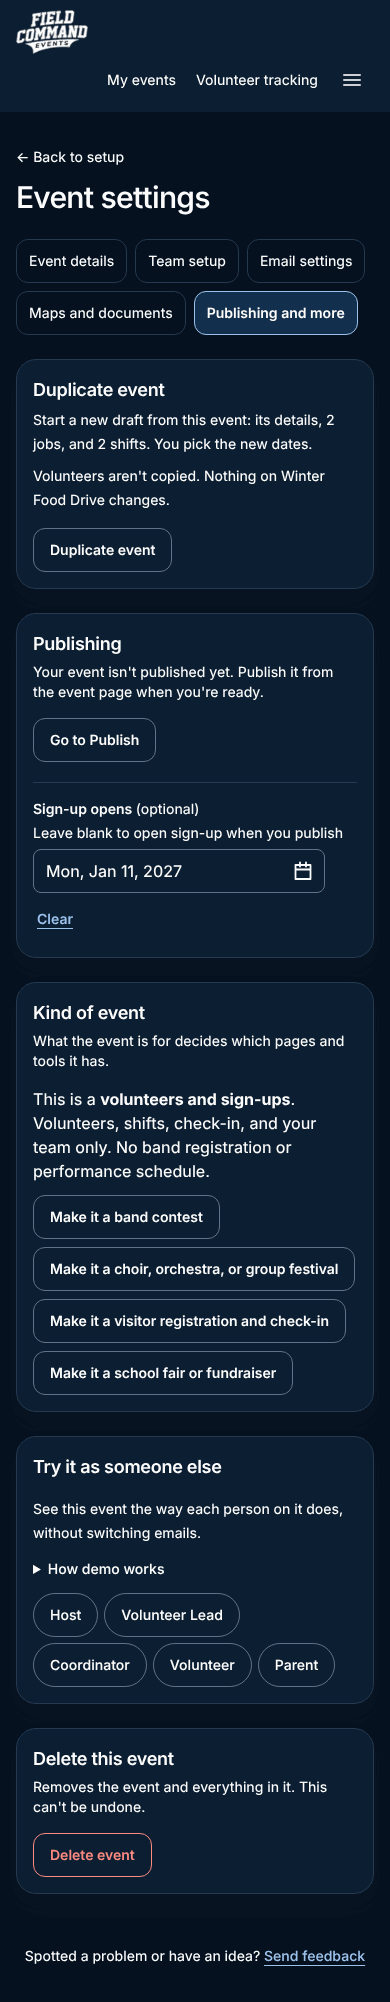 FIELD
COMMAND
EVENTS
My events
Volunteer tracking
← Back to setup
Event settings
Event details
Team setup
Email settings
Maps and documents
Publishing and more
Duplicate event
Start a new draft from this event: its details, 2
jobs, and 2 shifts. You pick the new dates.
Volunteers aren't copied. Nothing on Winter
Food Drive changes.
Duplicate event
Publishing
Your event isn't published yet. Publish it from
the event page when you're ready.
Go to Publish
Sign-up opens (optional)
Leave blank to open sign-up when you publish
Mon, Jan 11, 2027
Clear
Kind of event
What the event is for decides which pages and
tools it has.
This is a volunteers and sign-ups.
Volunteers, shifts, check-in, and your
team only. No band registration or
performance schedule.
Make it a band contest
Make it a choir, orchestra, or group festival
Make it a visitor registration and check-in
Make it a school fair or fundraiser
Try it as someone else
See this event the way each person on it does,
without switching emails.
▶ How demo works
Host
Volunteer Lead
Coordinator
Volunteer
Parent
Delete this event
Removes the event and everything in it. This
can't be undone.
Delete event
Spotted a problem or have an idea? Send feedback